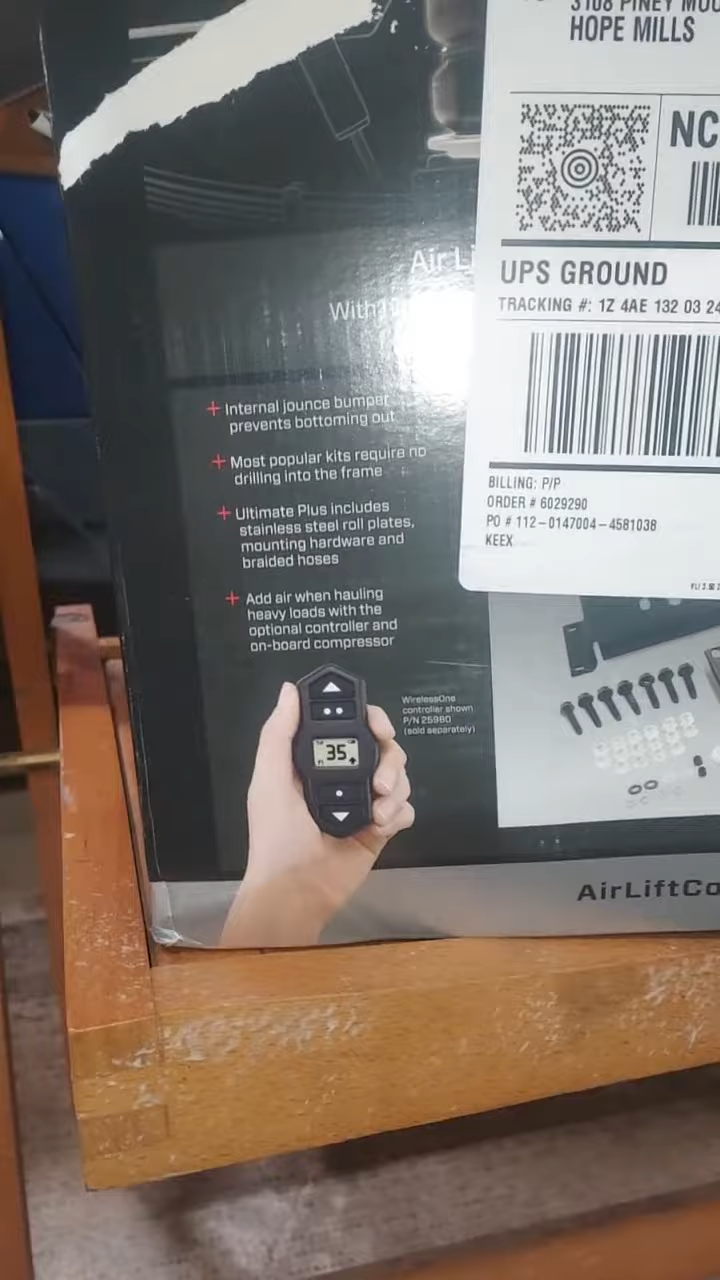 3108 PINEY
HOPE MILLS
NC
UPS GROUND
TRACKING #: 1Z 4AE 132 03 24
BILLING: P/P
ORDER # 6029290
PO # 112-0147004-4581038
KEEX
Air
With
+ Internal jounce bumper
prevents bottoming out
+ Most popular kits require no
drilling into the frame
+ Ultimate Plus includes
stainless steel roll plates,
mounting hardware and
braided hoses
+ Add air when hauling
heavy loads with the
optional controller and
on-board compressor
WirelessOne
controller shown
P/N 25980
(sold separately)
35
AirLiftCo